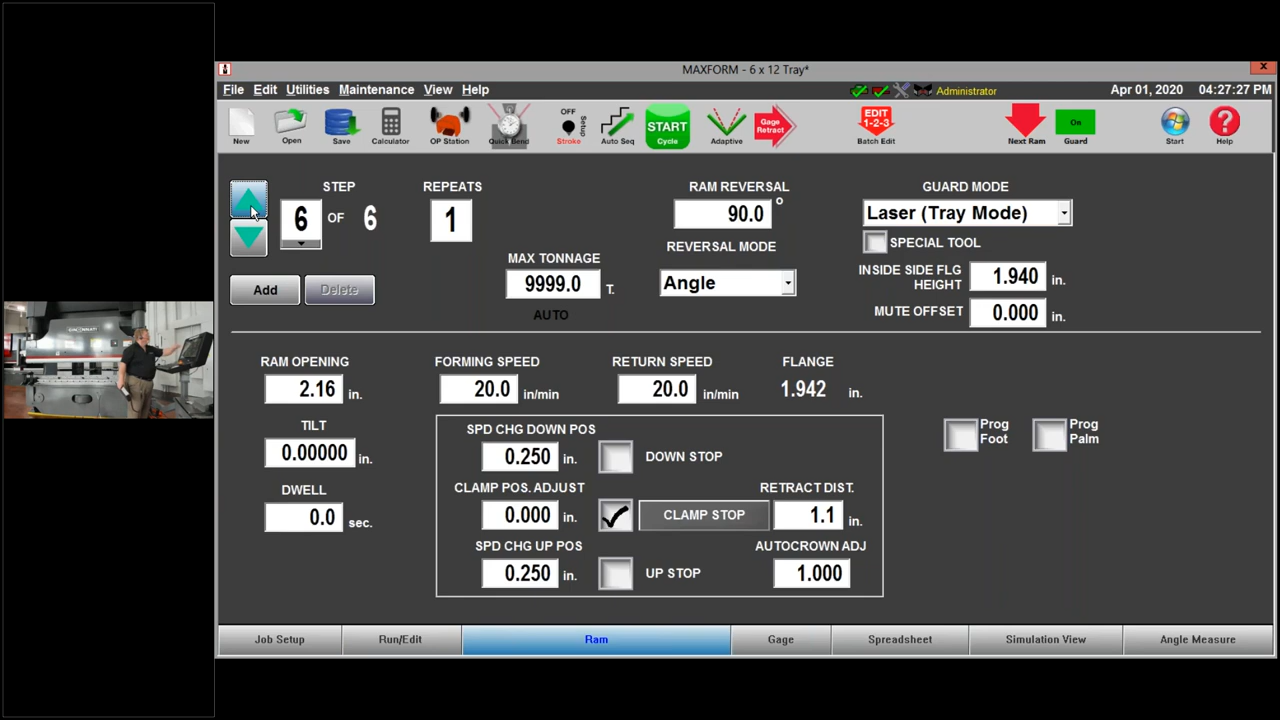 MAXFORM - 6 x 12 Tray*
X
File Edit Utilities Maintenance View Help
Administrator
Apr 01, 2020 04:27:27 PM
New
Open
Save
Calculator
OP Station
Quick Bend
OFF
Setup
Stroke
Auto Seq
START
Cycle
Adaptive
Gage
Retract
EDIT
1-2-3
Batch Edit
Next Ram
On
Guard
Start
?
Help
STEP
6 OF 6
REPEATS
1
RAM REVERSAL
90.0 °
REVERSAL MODE
Angle
MAX TONNAGE
9999.0 T.
AUTO
GUARD MODE
Laser (Tray Mode)
SPECIAL TOOL
INSIDE SIDE FLG
HEIGHT 1.940 in.
MUTE OFFSET 0.000 in.
Add Delete
RAM OPENING
2.16 in.
FORMING SPEED
20.0 in/min
RETURN SPEED
20.0 in/min
FLANGE
1.942 in.
TILT
0.00000 in.
DWELL
0.0 sec.
SPD CHG DOWN POS
0.250 in. DOWN STOP
CLAMP POS. ADJUST
0.000 in. CLAMP STOP
RETRACT DIST.
1.1 in.
SPD CHG UP POS
0.250 in. UP STOP
AUTOCROWN ADJ
1.000
Prog
Foot
Prog
Palm
Job Setup Run/Edit Ram Gage Spreadsheet Simulation View Angle Measure
CINCINNATI